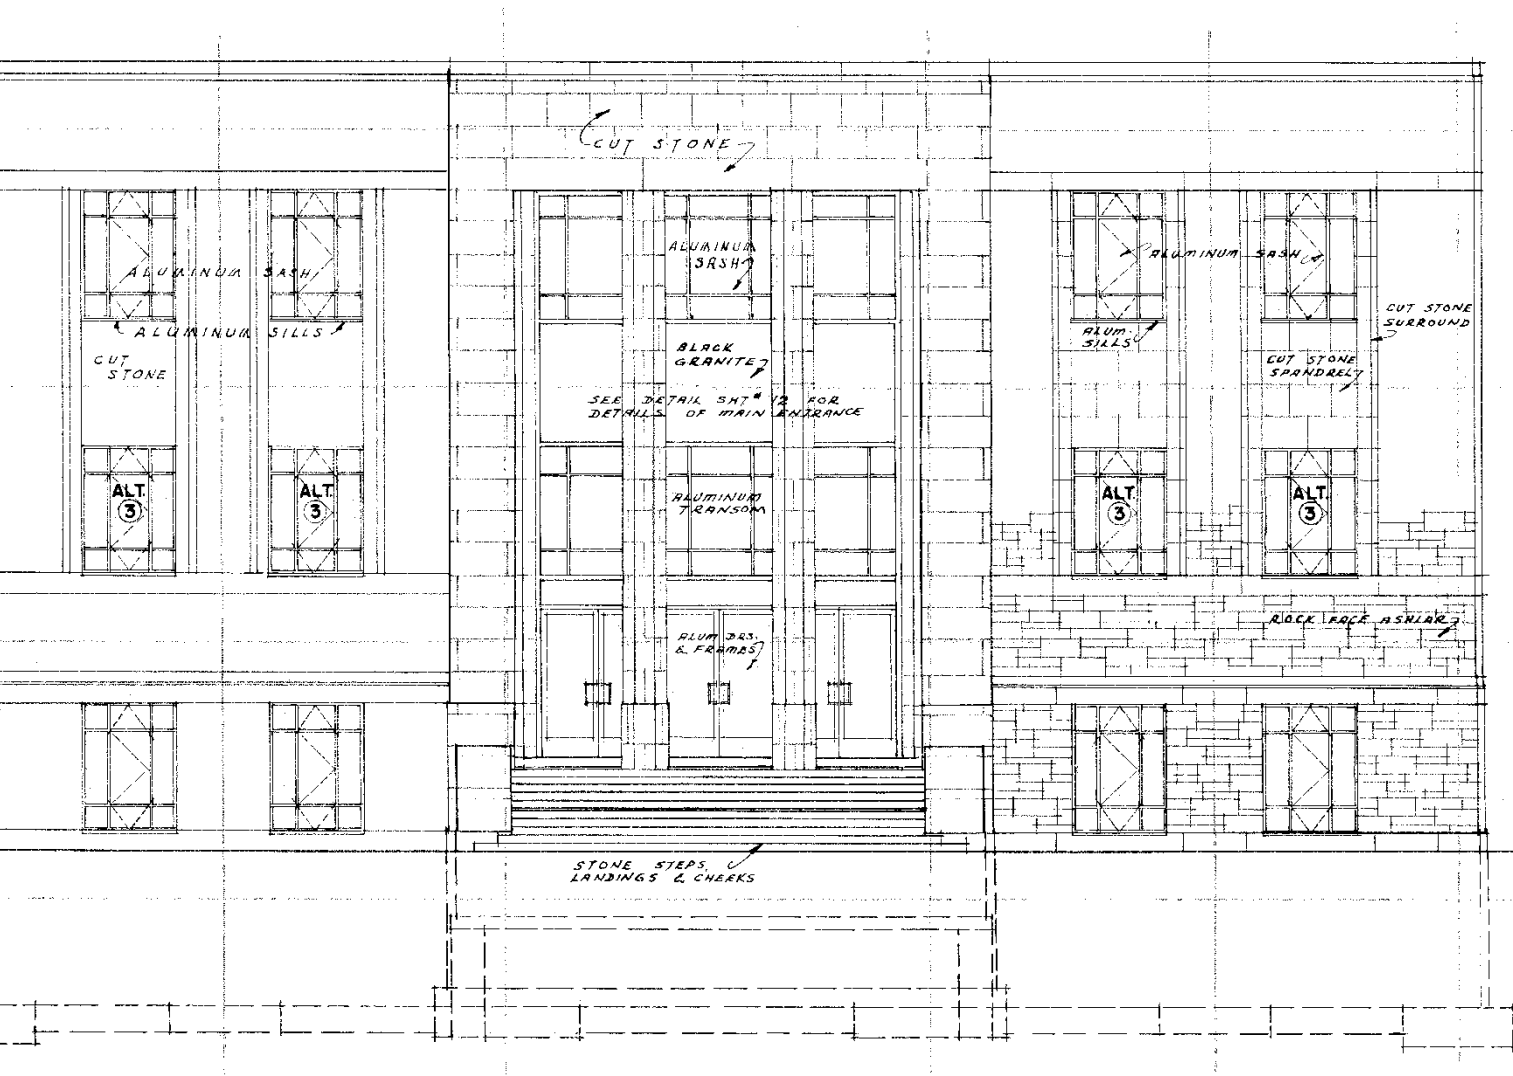 CUT STONE
ALUMINUM SASH
ALUMINUM SILLS
CUT
STONE
ALT.
3
ALT.
3
ALUMINUM
SASH
BLACK
GRANITE
SEE DETAIL SHT # 12 FOR
DETAILS OF MAIN ENTRANCE
ALUMINUM
TRANSOM
ALUM DRS.
& FRAMES
STONE STEPS,
LANDINGS & CHEEKS
ALUMINUM SASH
ALUM.
SILLS
CUT STONE
SURROUND
CUT STONE
SPANDREL
ALT.
3
ALT.
3
ROCK FACE ASHLAR